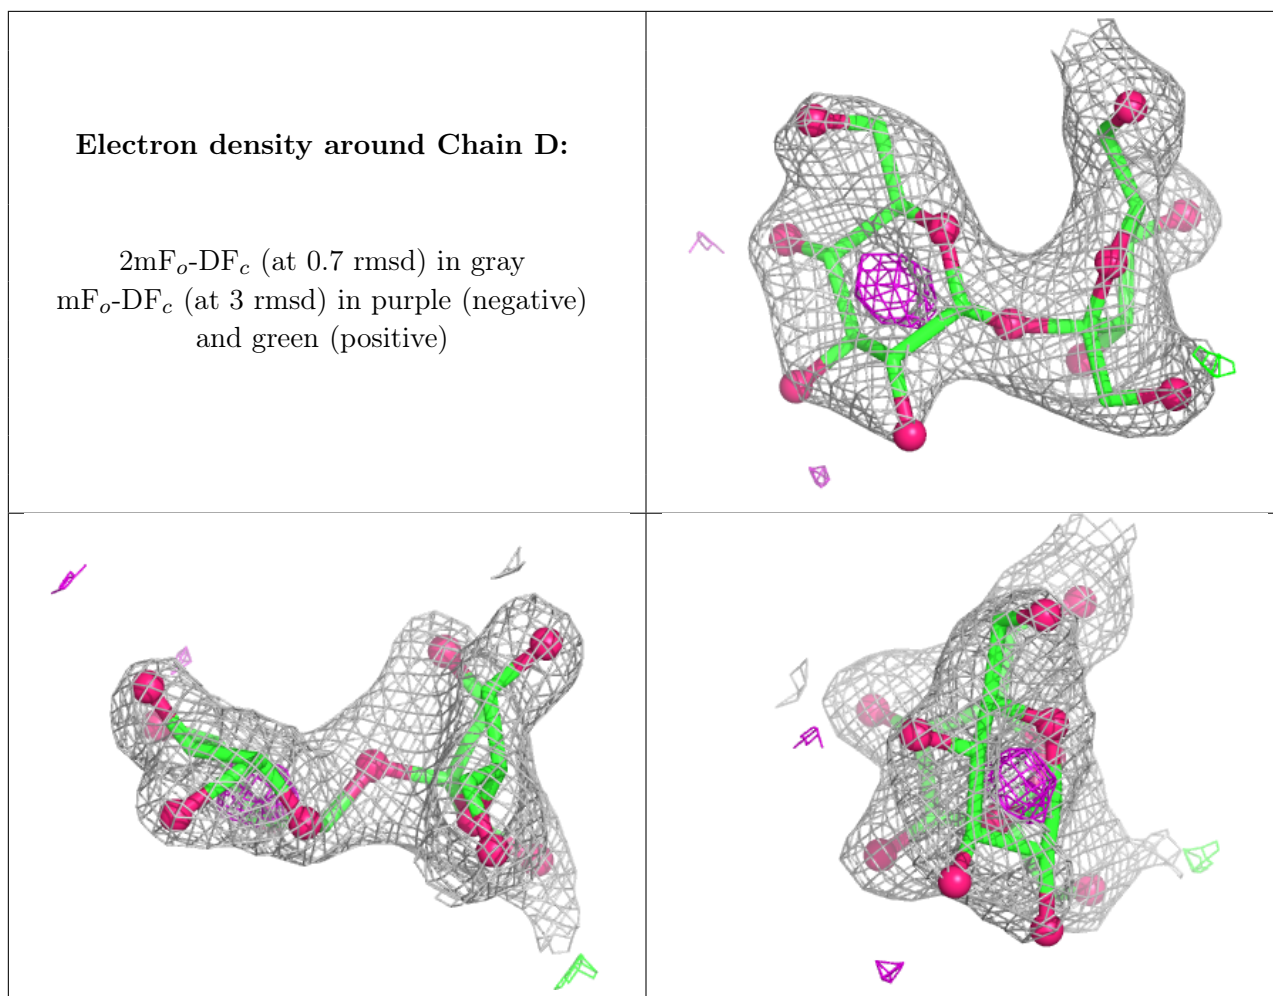 Electron density around Chain D:
2mFₒ-DF𝑐 (at 0.7 rmsd) in gray
mFₒ-DF𝑐 (at 3 rmsd) in purple (negative)
and green (positive)